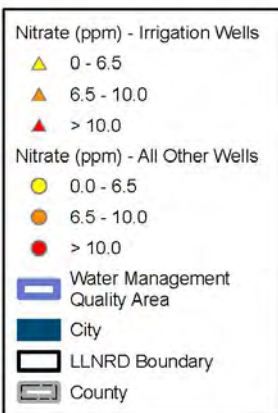 Nitrate (ppm) - Irrigation Wells
0 - 6.5
6.5 - 10.0
> 10.0
Nitrate (ppm) - All Other Wells
0.0 - 6.5
6.5 - 10.0
> 10.0
Water Management
Quality Area
City
LLNRD Boundary
County